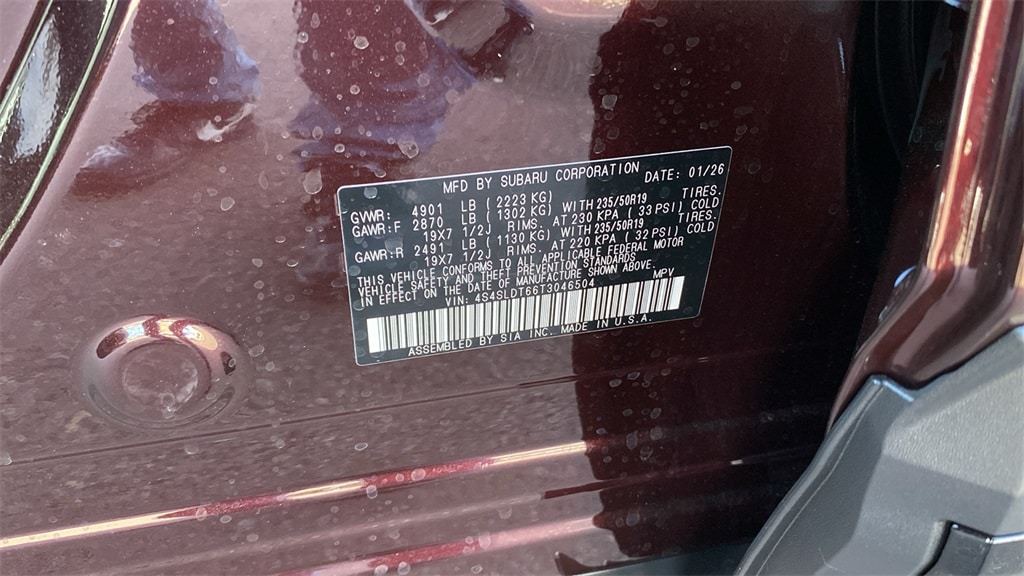 MFD BY SUBARU CORPORATION DATE: 01/26
GVWR: 4901 LB ( 2223 KG)
GAWR:F 2870 LB ( 1302 KG) WITH 235/50R19 TIRES,
19X7 1/2J RIMS, AT 230 KPA ( 33 PSI) COLD
GAWR:R 2491 LB ( 1130 KG) WITH 235/50R19 TIRES,
19X7 1/2J RIMS, AT 220 KPA ( 32 PSI) COLD
THIS VEHICLE CONFORMS TO ALL APPLICABLE FEDERAL MOTOR
VEHICLE SAFETY AND THEFT PREVENTION STANDARDS
IN EFFECT ON THE DATE OF MANUFACTURE SHOWN ABOVE.
VIN: 4S4SLDT66T3046504 MPV
ASSEMBLED BY SIA INC. MADE IN U.S.A.